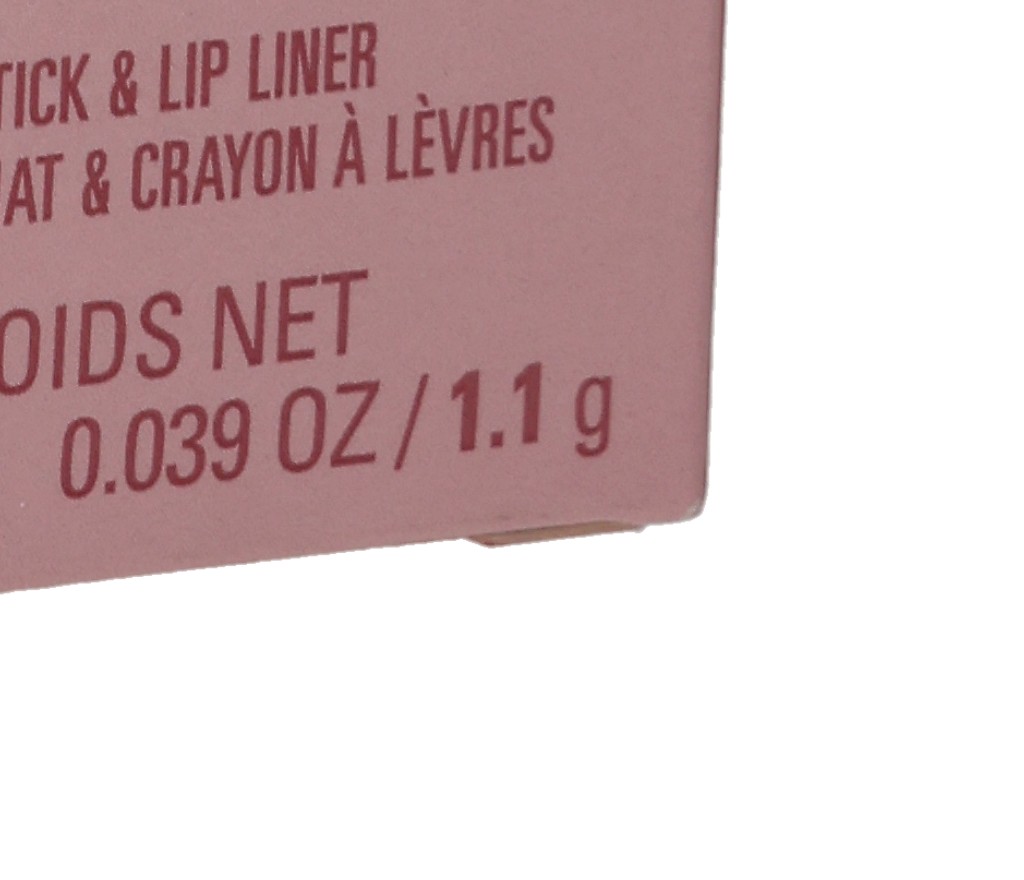 TICK & LIP LINER
AT & CRAYON À LÈVRES
OIDS NET
0.039 OZ / 1.1 g